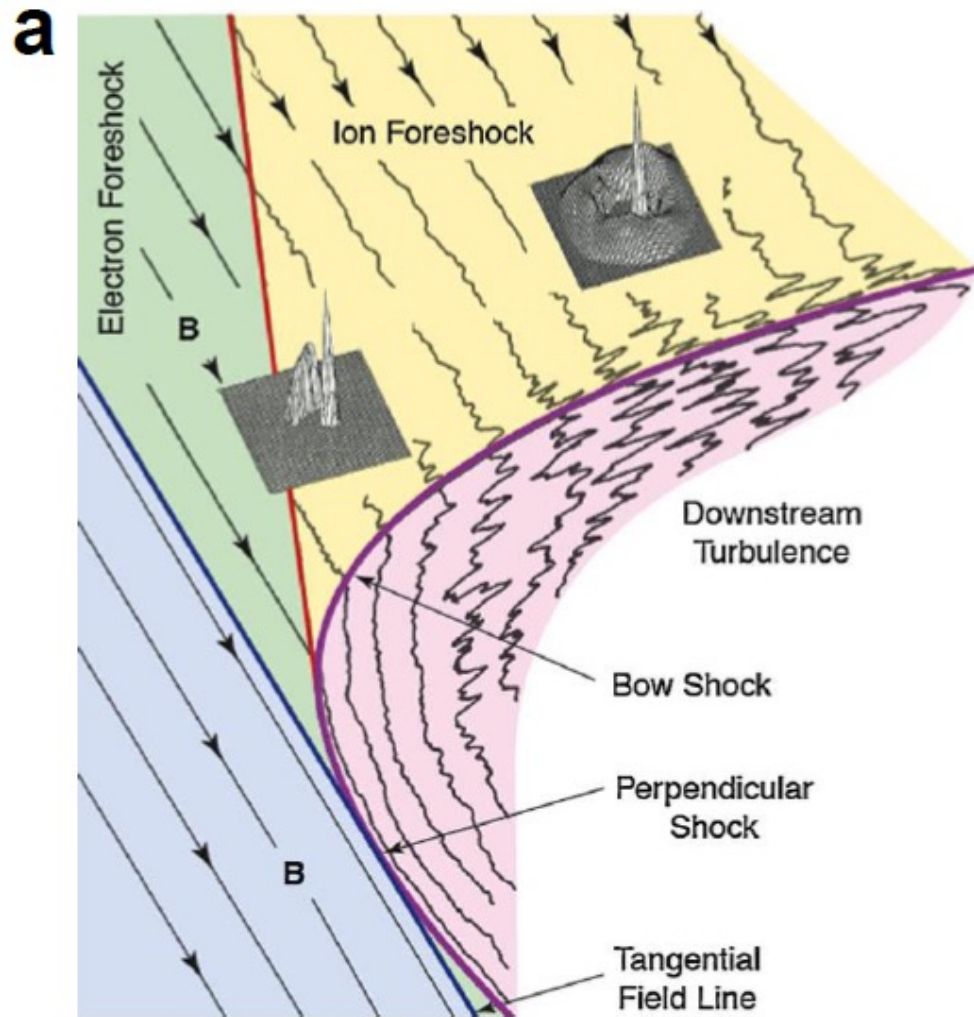 a
Electron Foreshock
Ion Foreshock
B
Downstream
Turbulence
Bow Shock
Perpendicular
Shock
B
Tangential
Field Line